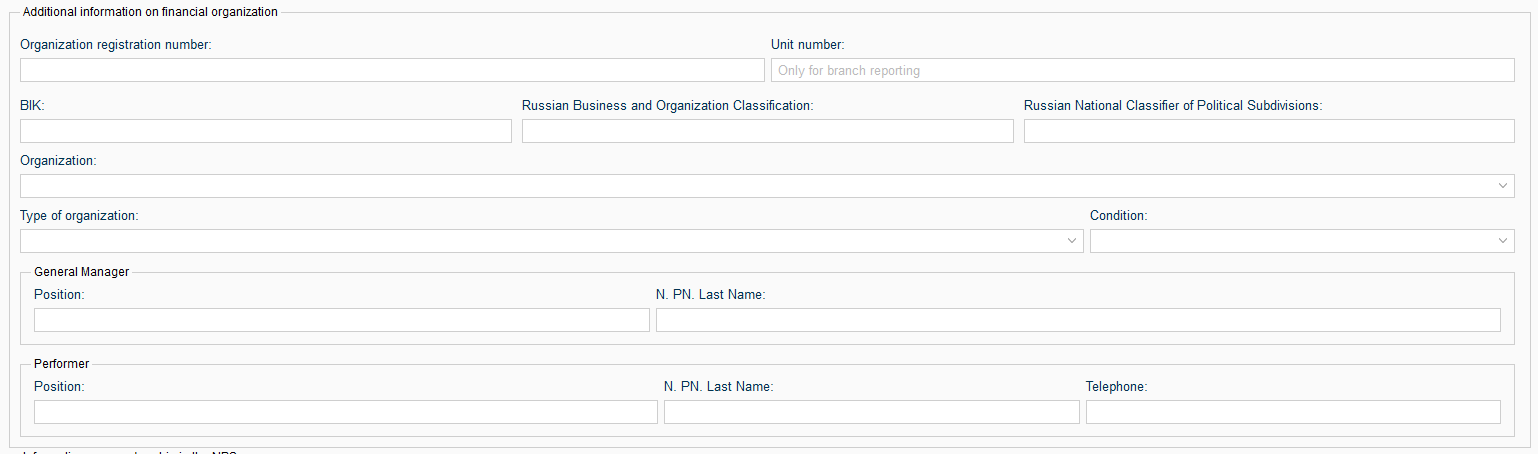 Additional information on financial organization
Organization registration number: Unit number:
Only for branch reporting
BIK: Russian Business and Organization Classification: Russian National Classifier of Political Subdivisions:
Organization:
Type of organization: Condition:
General Manager
Position: N. PN. Last Name:
Performer
Position: N. PN. Last Name: Telephone: